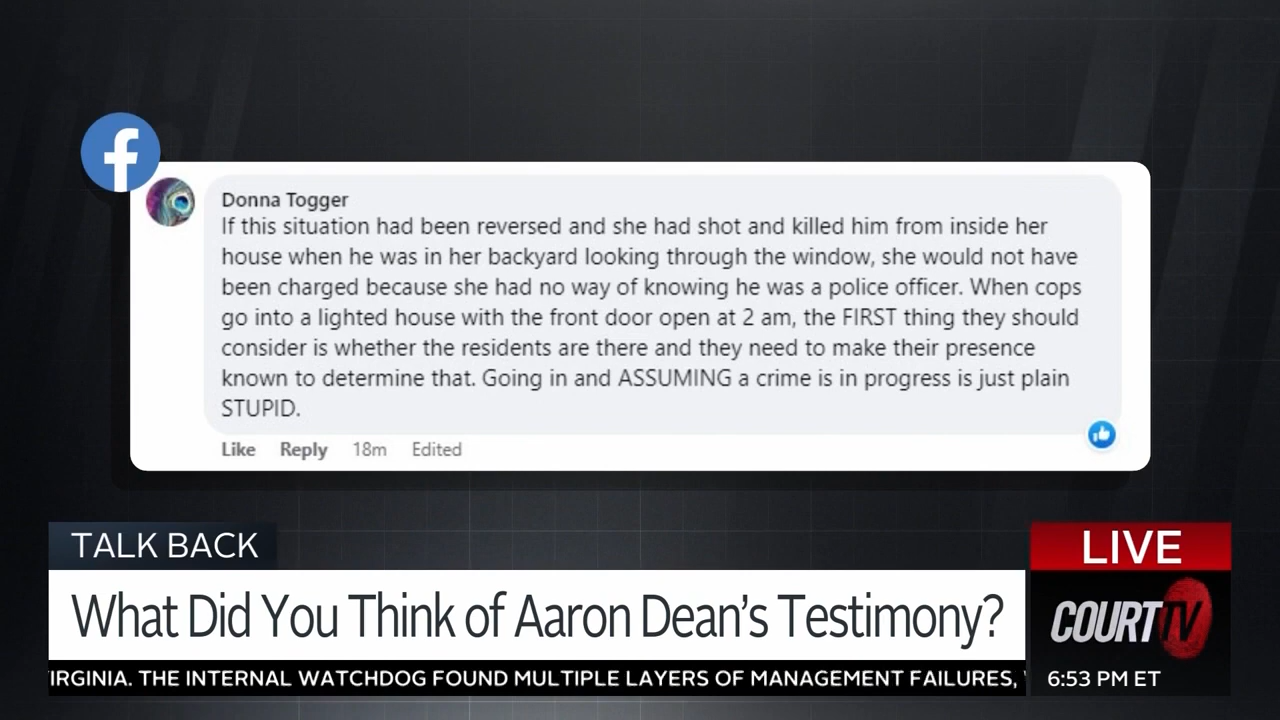 f
Donna Togger
If this situation had been reversed and she had shot and killed him from inside her
house when he was in her backyard looking through the window, she would not have
been charged because she had no way of knowing he was a police officer. When cops
go into a lighted house with the front door open at 2 am, the FIRST thing they should
consider is whether the residents are there and they need to make their presence
known to determine that. Going in and ASSUMING a crime is in progress is just plain
STUPID.
Like Reply 18m Edited
TALK BACK
What Did You Think of Aaron Dean's Testimony?
LIVE
COURT TV
IRGINIA. THE INTERNAL WATCHDOG FOUND MULTIPLE LAYERS OF MANAGEMENT FAILURES,
6:53 PM ET